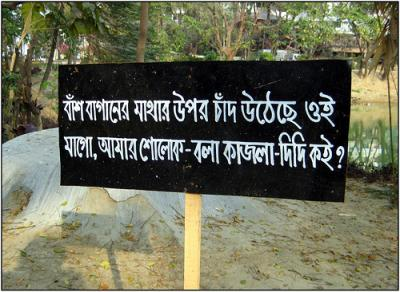 বাঁশ বাগানের মাথার উপর চাঁদ উঠেছে ওই
মাগো, আমার শোলোক-বলা কাজলা-দিদি কই?